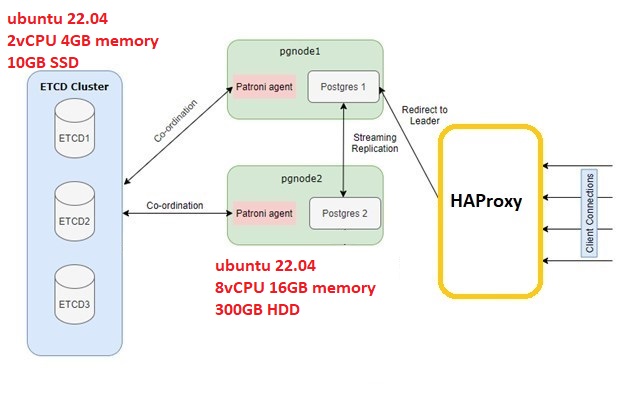 ubuntu 22.04
2vCPU 4GB memory
10GB SSD
ETCD Cluster
ETCD1
ETCD2
ETCD3
Co-ordination
Co-ordination
pgnode1
Patroni agent
Postgres 1
Streaming
Replication
pgnode2
Patroni agent
Postgres 2
ubuntu 22.04
8vCPU 16GB memory
300GB HDD
Redirect to
Leader
HAProxy
Client Connections